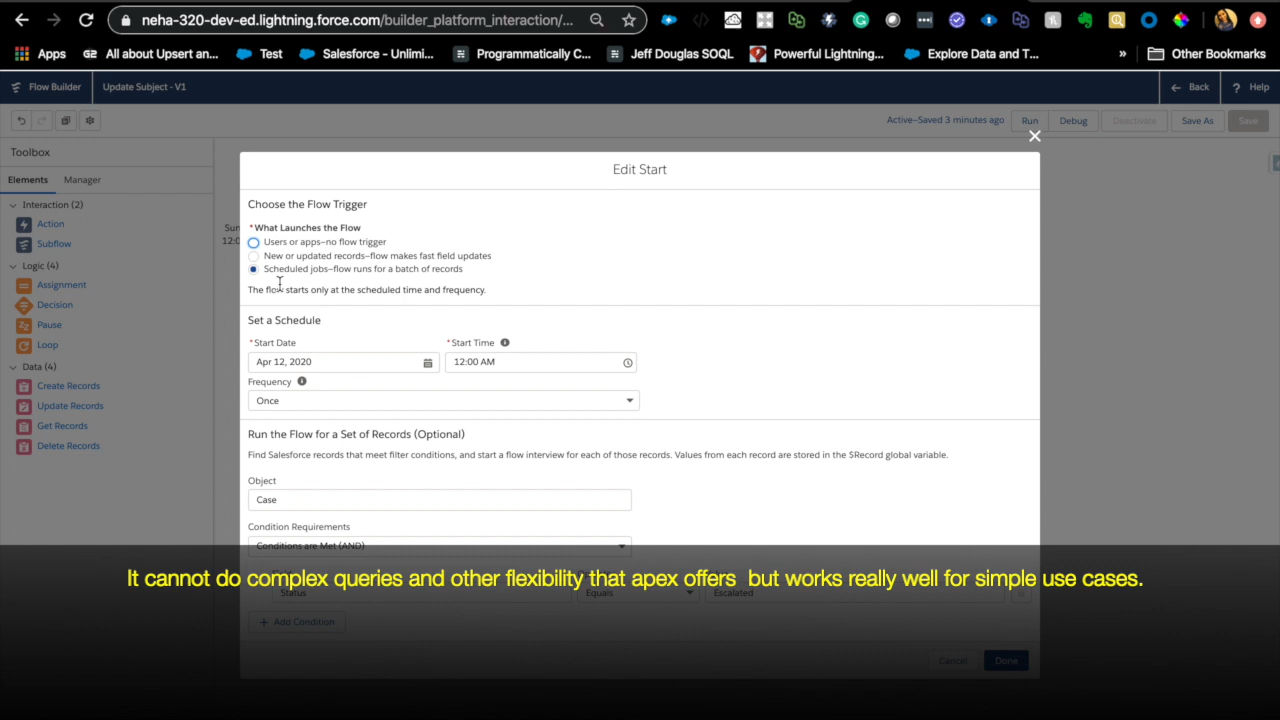 neha-320-dev-ed.lightning.force.com/builder_platform_interaction/...
Apps
All about Upsert an...
Test
Salesforce - Unlimi...
Programmatically C...
Jeff Douglas SOQL
Powerful Lightning...
Explore Data and T...
»
Other Bookmarks
Flow Builder
Update Subject - V1
Back
? Help
Active–Saved 3 minutes ago
Run
Debug
Deactivate
Save As
Save
Toolbox
Elements
Manager
Interaction (2)
Action
Subflow
Logic (4)
Assignment
Decision
Pause
Loop
Data (4)
Create Records
Update Records
Get Records
Delete Records
Edit Start
Choose the Flow Trigger
* What Launches the Flow
Users or apps—no flow trigger
New or updated records—flow makes fast field updates
Scheduled jobs—flow runs for a batch of records
The flow starts only at the scheduled time and frequency.
Set a Schedule
* Start Date
* Start Time
Apr 12, 2020
12:00 AM
Frequency
Once
Run the Flow for a Set of Records (Optional)
Find Salesforce records that meet filter conditions, and start a flow interview for each of those records. Values from each record are stored in the $Record global variable.
Object
Case
Condition Requirements
Conditions are Met (AND)
It cannot do complex queries and other flexibility that apex offers but works really well for simple use cases.
Status
Equals
Escalated
+ Add Condition
Cancel
Done